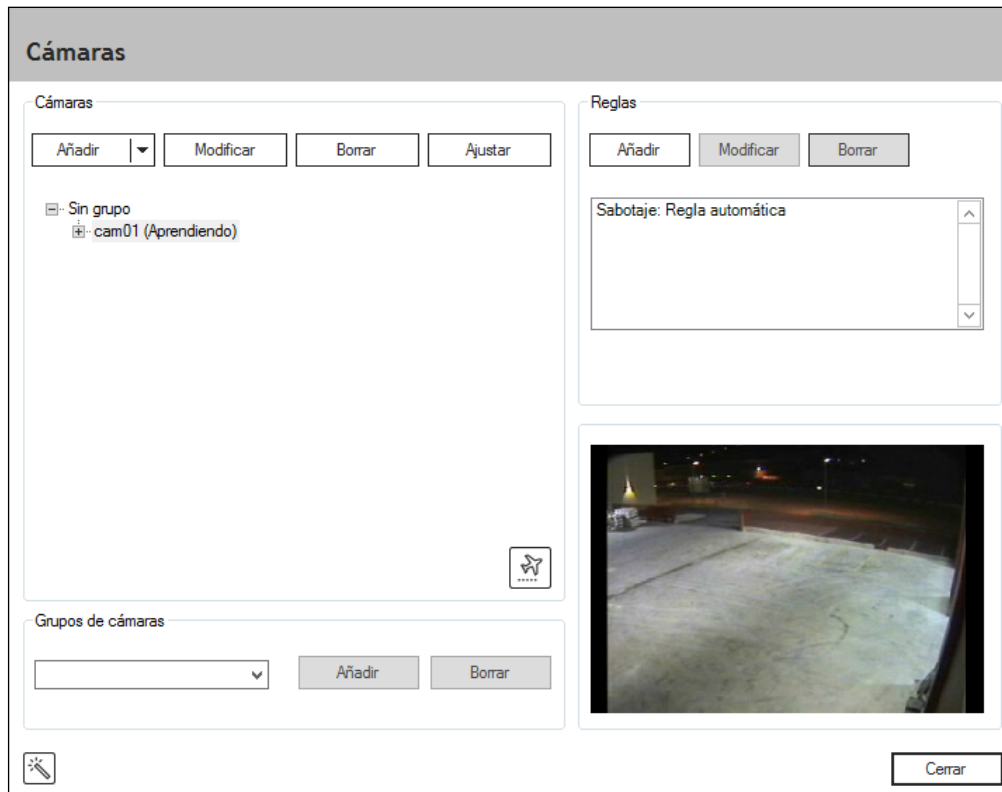 Cámaras
Cámaras
Añadir
Modificar
Borrar
Ajustar
Sin grupo
cam01 (Aprendiendo)
Grupos de cámaras
Añadir
Borrar
Reglas
Añadir
Modificar
Borrar
Sabotaje: Regla automática
Cerrar